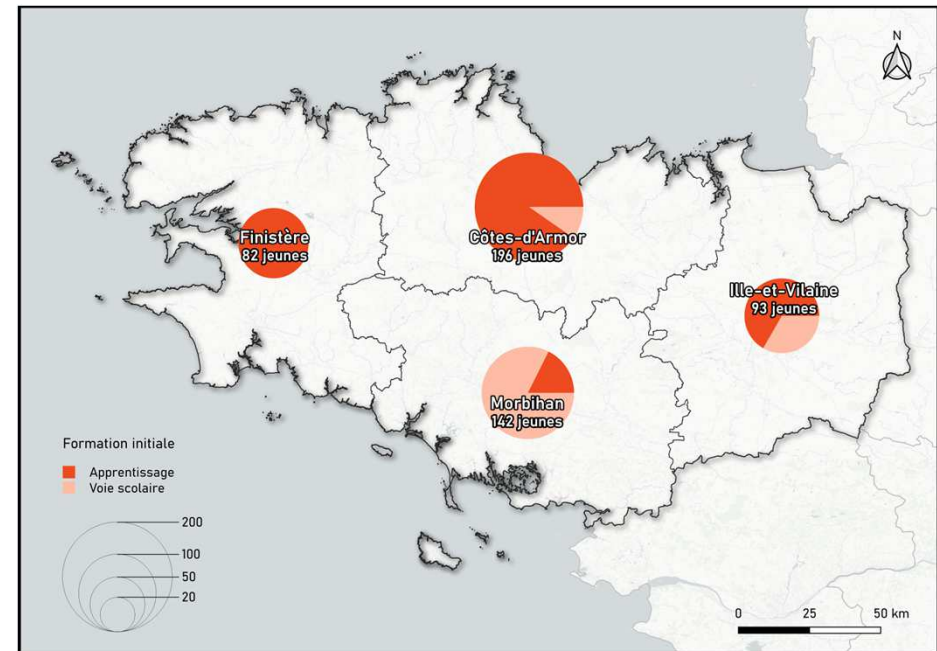 N
Finistère
82 jeunes
Côtes-d'Armor
196 jeunes
Ille-et-Vilaine
93 jeunes
Morbihan
142 jeunes
Formation initiale
Apprentissage
Voie scolaire
200
100
50
20
0 25 50 km